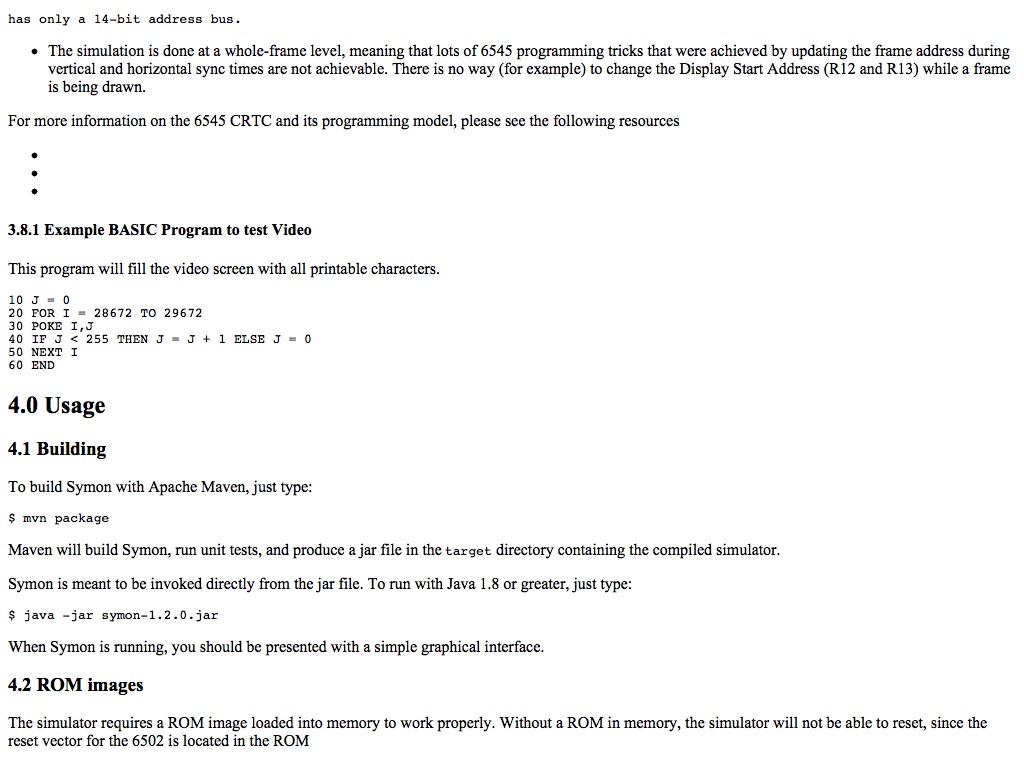 has only a 14-bit address bus.
• The simulation is done at a whole-frame level, meaning that lots of 6545 programming tricks that were achieved by updating the frame address during
vertical and horizontal sync times are not achievable. There is no way (for example) to change the Display Start Address (R12 and R13) while a frame
is being drawn.
For more information on the 6545 CRTC and its programming model, please see the following resources
•
•
•
3.8.1 Example BASIC Program to test Video
This program will fill the video screen with all printable characters.
10 J = 0
20 FOR I = 28672 TO 29672
30 POKE I,J
40 IF J < 255 THEN J = J + 1 ELSE J = 0
50 NEXT I
60 END
4.0 Usage
4.1 Building
To build Symon with Apache Maven, just type:
$ mvn package
Maven will build Symon, run unit tests, and produce a jar file in the target directory containing the compiled simulator.
Symon is meant to be invoked directly from the jar file. To run with Java 1.8 or greater, just type:
$ java -jar symon-1.2.0.jar
When Symon is running, you should be presented with a simple graphical interface.
4.2 ROM images
The simulator requires a ROM image loaded into memory to work properly. Without a ROM in memory, the simulator will not be able to reset, since the
reset vector for the 6502 is located in the ROM